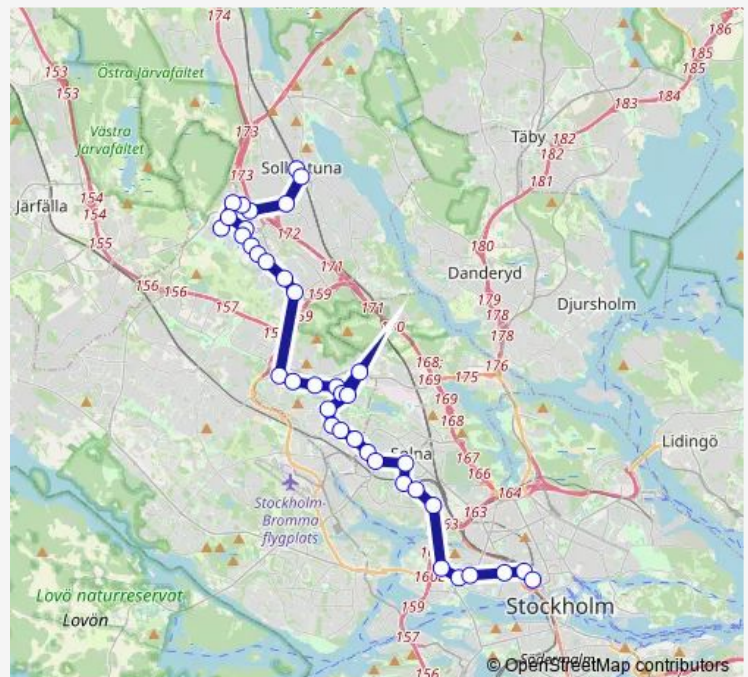 174
186
185
185
153
153
Östra Järvafältet
183
184
Västra
Järvafältet
173
Täby
182
182
173
181
154
154
Järfälla
172
155
180
171
Danderyd
156
156
159
171
179
157
178
Djursholm
178
168;
169
175
176
169
168
Solna
Lidingö
167
166
164
Stockholm-
Bromma
flygplats
163
Lovö naturreservat
Lovön
159
Stockholm
157
156
Södermalm
© OpenStreetMap contributors